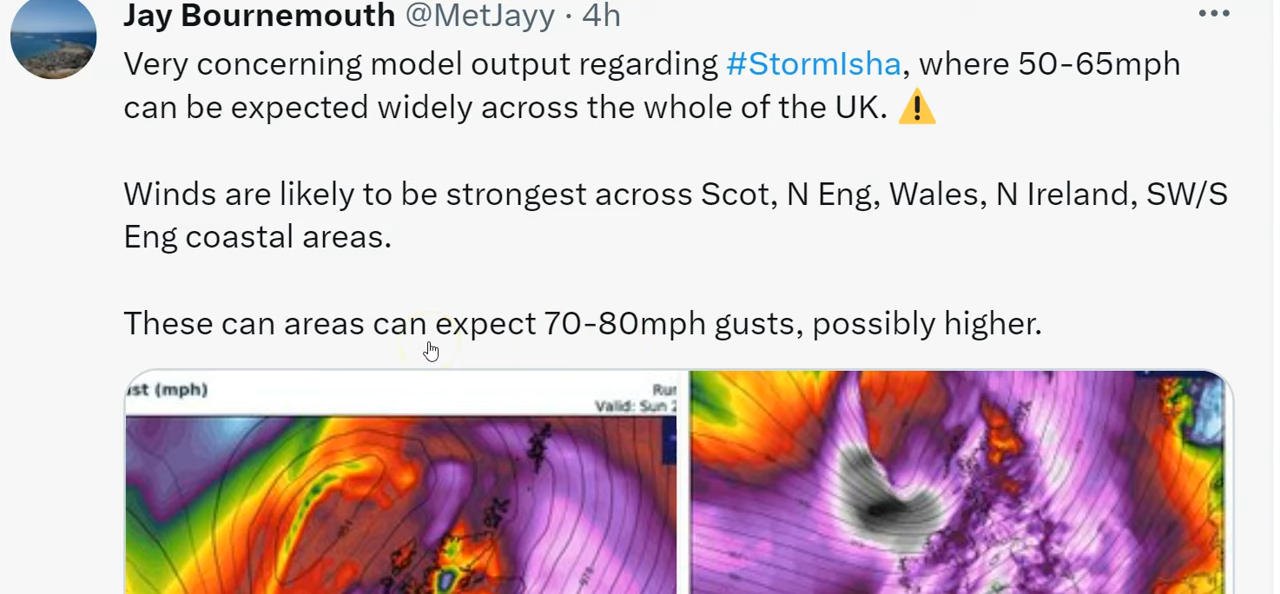 Jay Bournemouth @MetJayy · 4h
Very concerning model output regarding #StormIsha, where 50-65mph
can be expected widely across the whole of the UK. ⚠️
Winds are likely to be strongest across Scot, N Eng, Wales, N Ireland, SW/S
Eng coastal areas.
These can areas can expect 70-80mph gusts, possibly higher.
ist (mph)
Valid: Sun